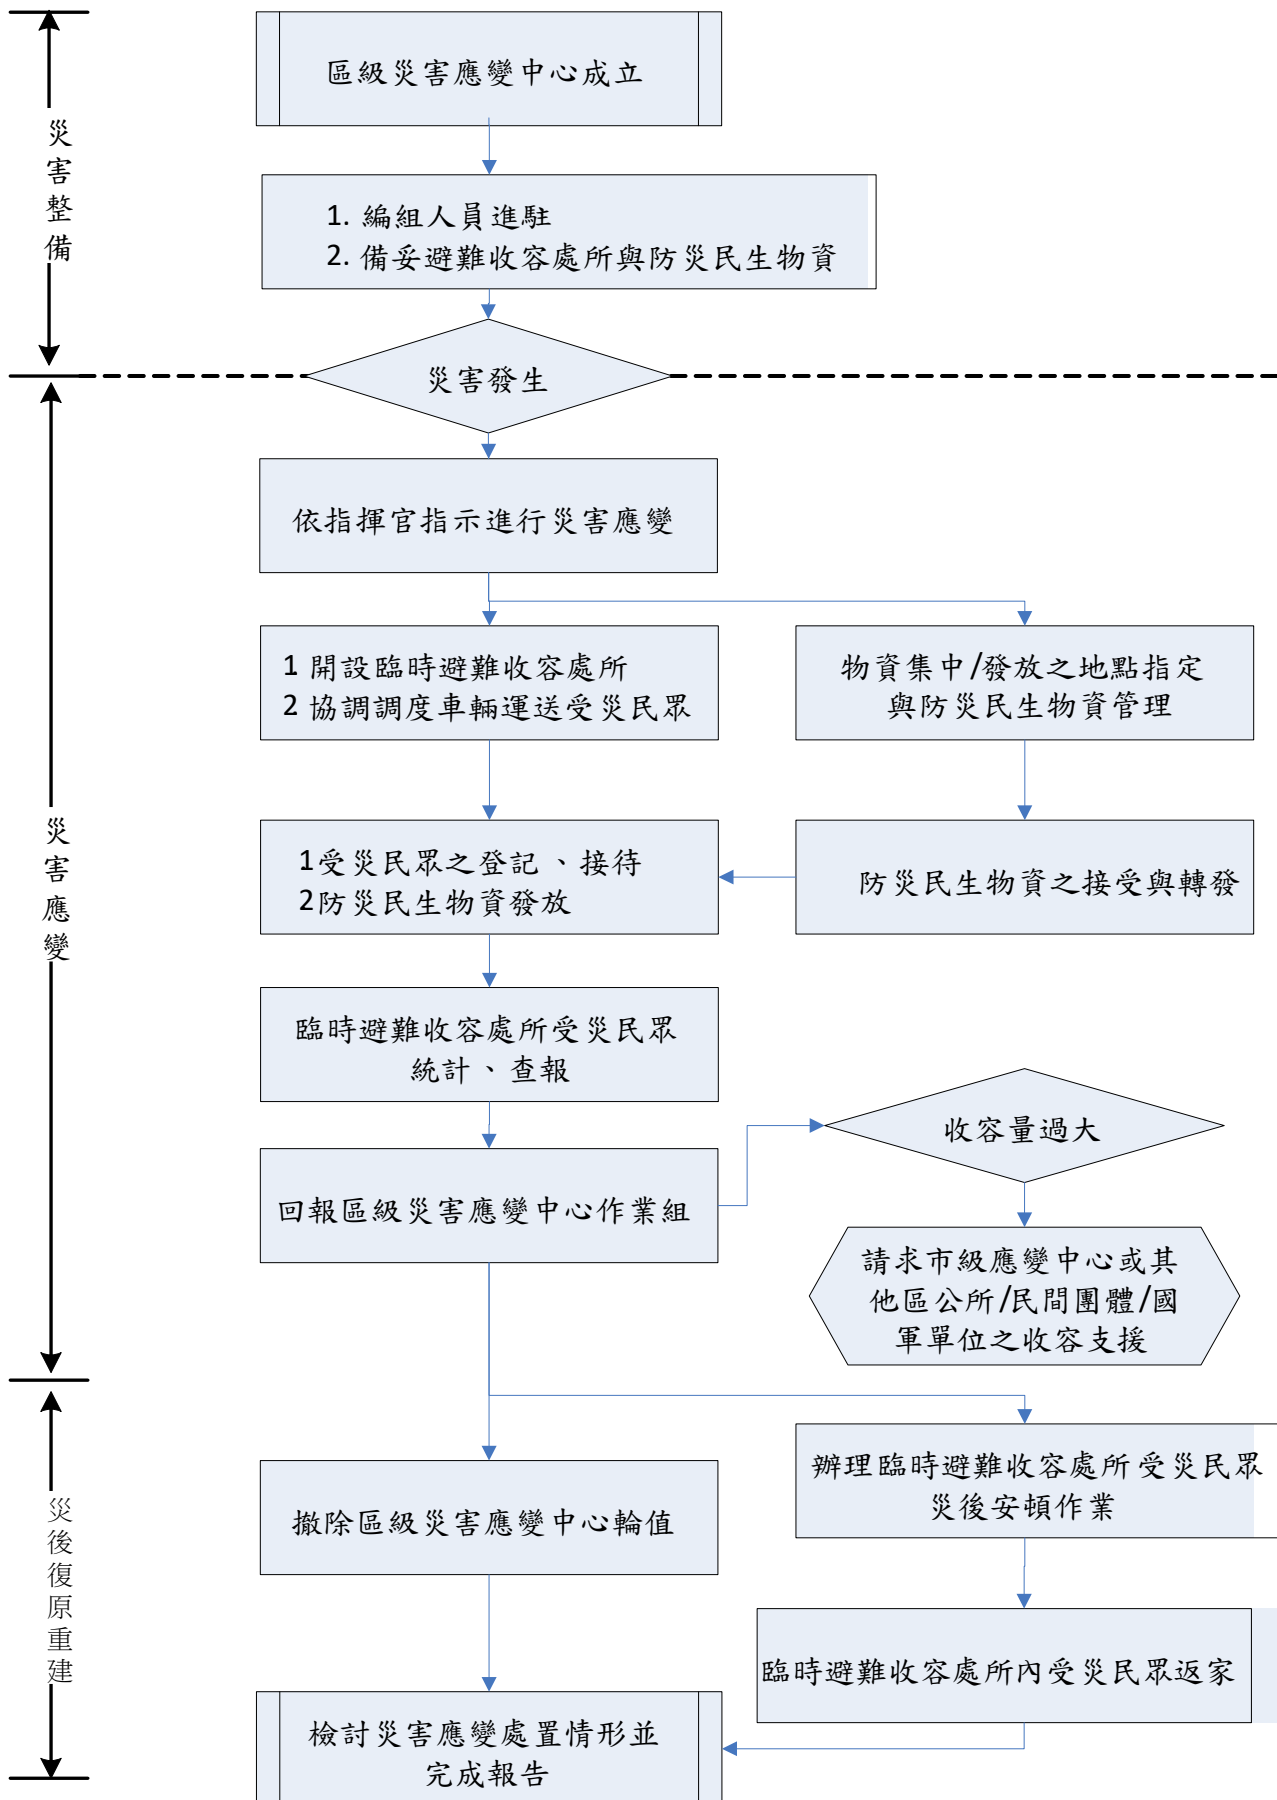 區級災害應變中心成立
災害整備
1. 編組人員進駐
2. 備妥避難收容處所與防災民生物資
災害發生
依指揮官指示進行災害應變
1 開設臨時避難收容處所
2 協調調度車輛運送受災民眾
物資集中/發放之地點指定
與防災民生物資管理
災害應變
1受災民眾之登記、接待
2防災民生物資發放
防災民生物資之接受與轉發
臨時避難收容處所受災民眾
統計、查報
收容量過大
回報區級災害應變中心作業組
請求市級應變中心或其
他區公所/民間團體/國
軍單位之收容支援
災後復原重建
撤除區級災害應變中心輪值
辦理臨時避難收容處所受災民眾
災後安頓作業
臨時避難收容處所內受災民眾返家
檢討災害應變處置情形並
完成報告